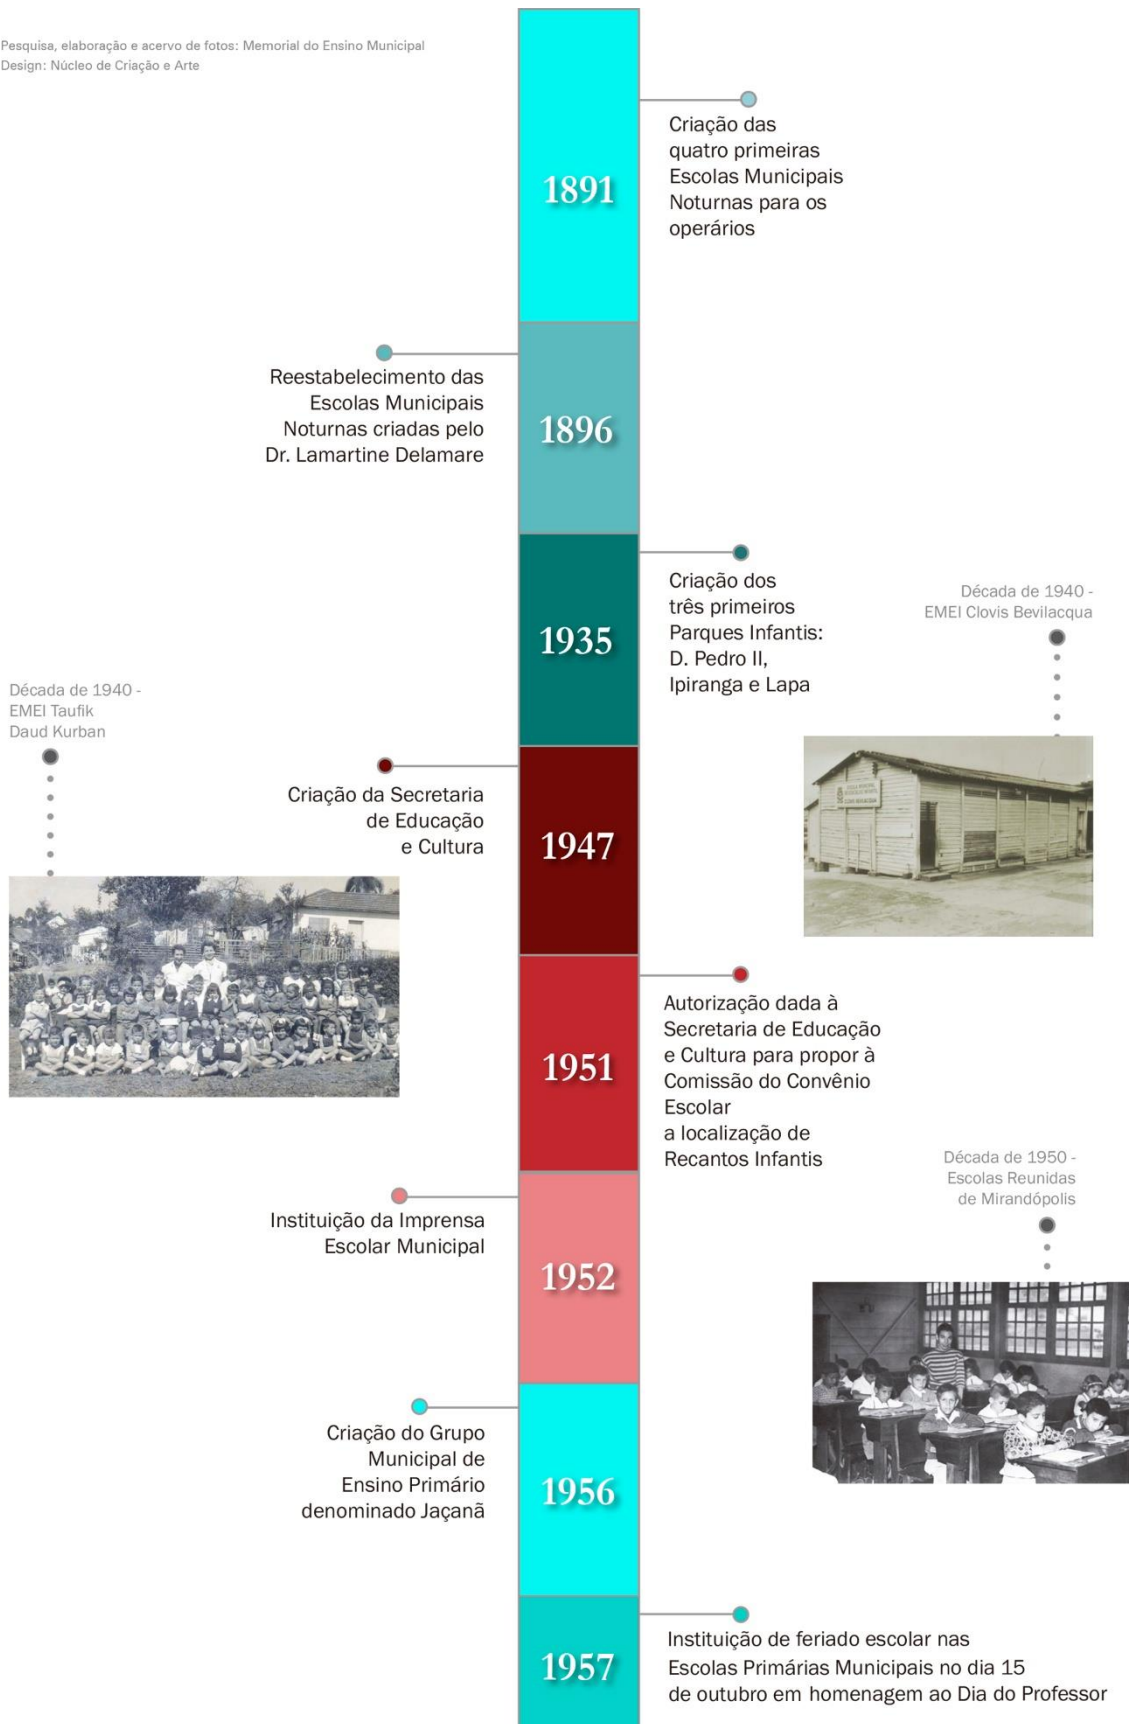 Pesquisa, elaboração e acervo de fotos: Memorial do Ensino Municipal
Design: Núcleo de Criação e Arte
1891
Criação das
quatro primeiras
Escolas Municipais
Noturnas para os
operários
Reestabelecimento das
Escolas Municipais
Noturnas criadas pelo
Dr. Lamartine Delamare
1896
1935
Criação dos
três primeiros
Parques Infantis:
D. Pedro II,
Ipiranga e Lapa
Década de 1940 -
EMEI Clovis Bevilacqua
Década de 1940 -
EMEI Taufik
Daud Kurban
Criação da Secretaria
de Educação
e Cultura
1947
CLOVIS BEVILACQUA
1951
Autorização dada à
Secretaria de Educação
e Cultura para propor à
Comissão do Convênio
Escolar
a localização de
Recantos Infantis
Década de 1950 -
Escolas Reunidas
de Mirandópolis
Instituição da Imprensa
Escolar Municipal
1952
Criação do Grupo
Municipal de
Ensino Primário
denominado Jaçanã
1956
1957
Instituição de feriado escolar nas
Escolas Primárias Municipais no dia 15
de outubro em homenagem ao Dia do Professor